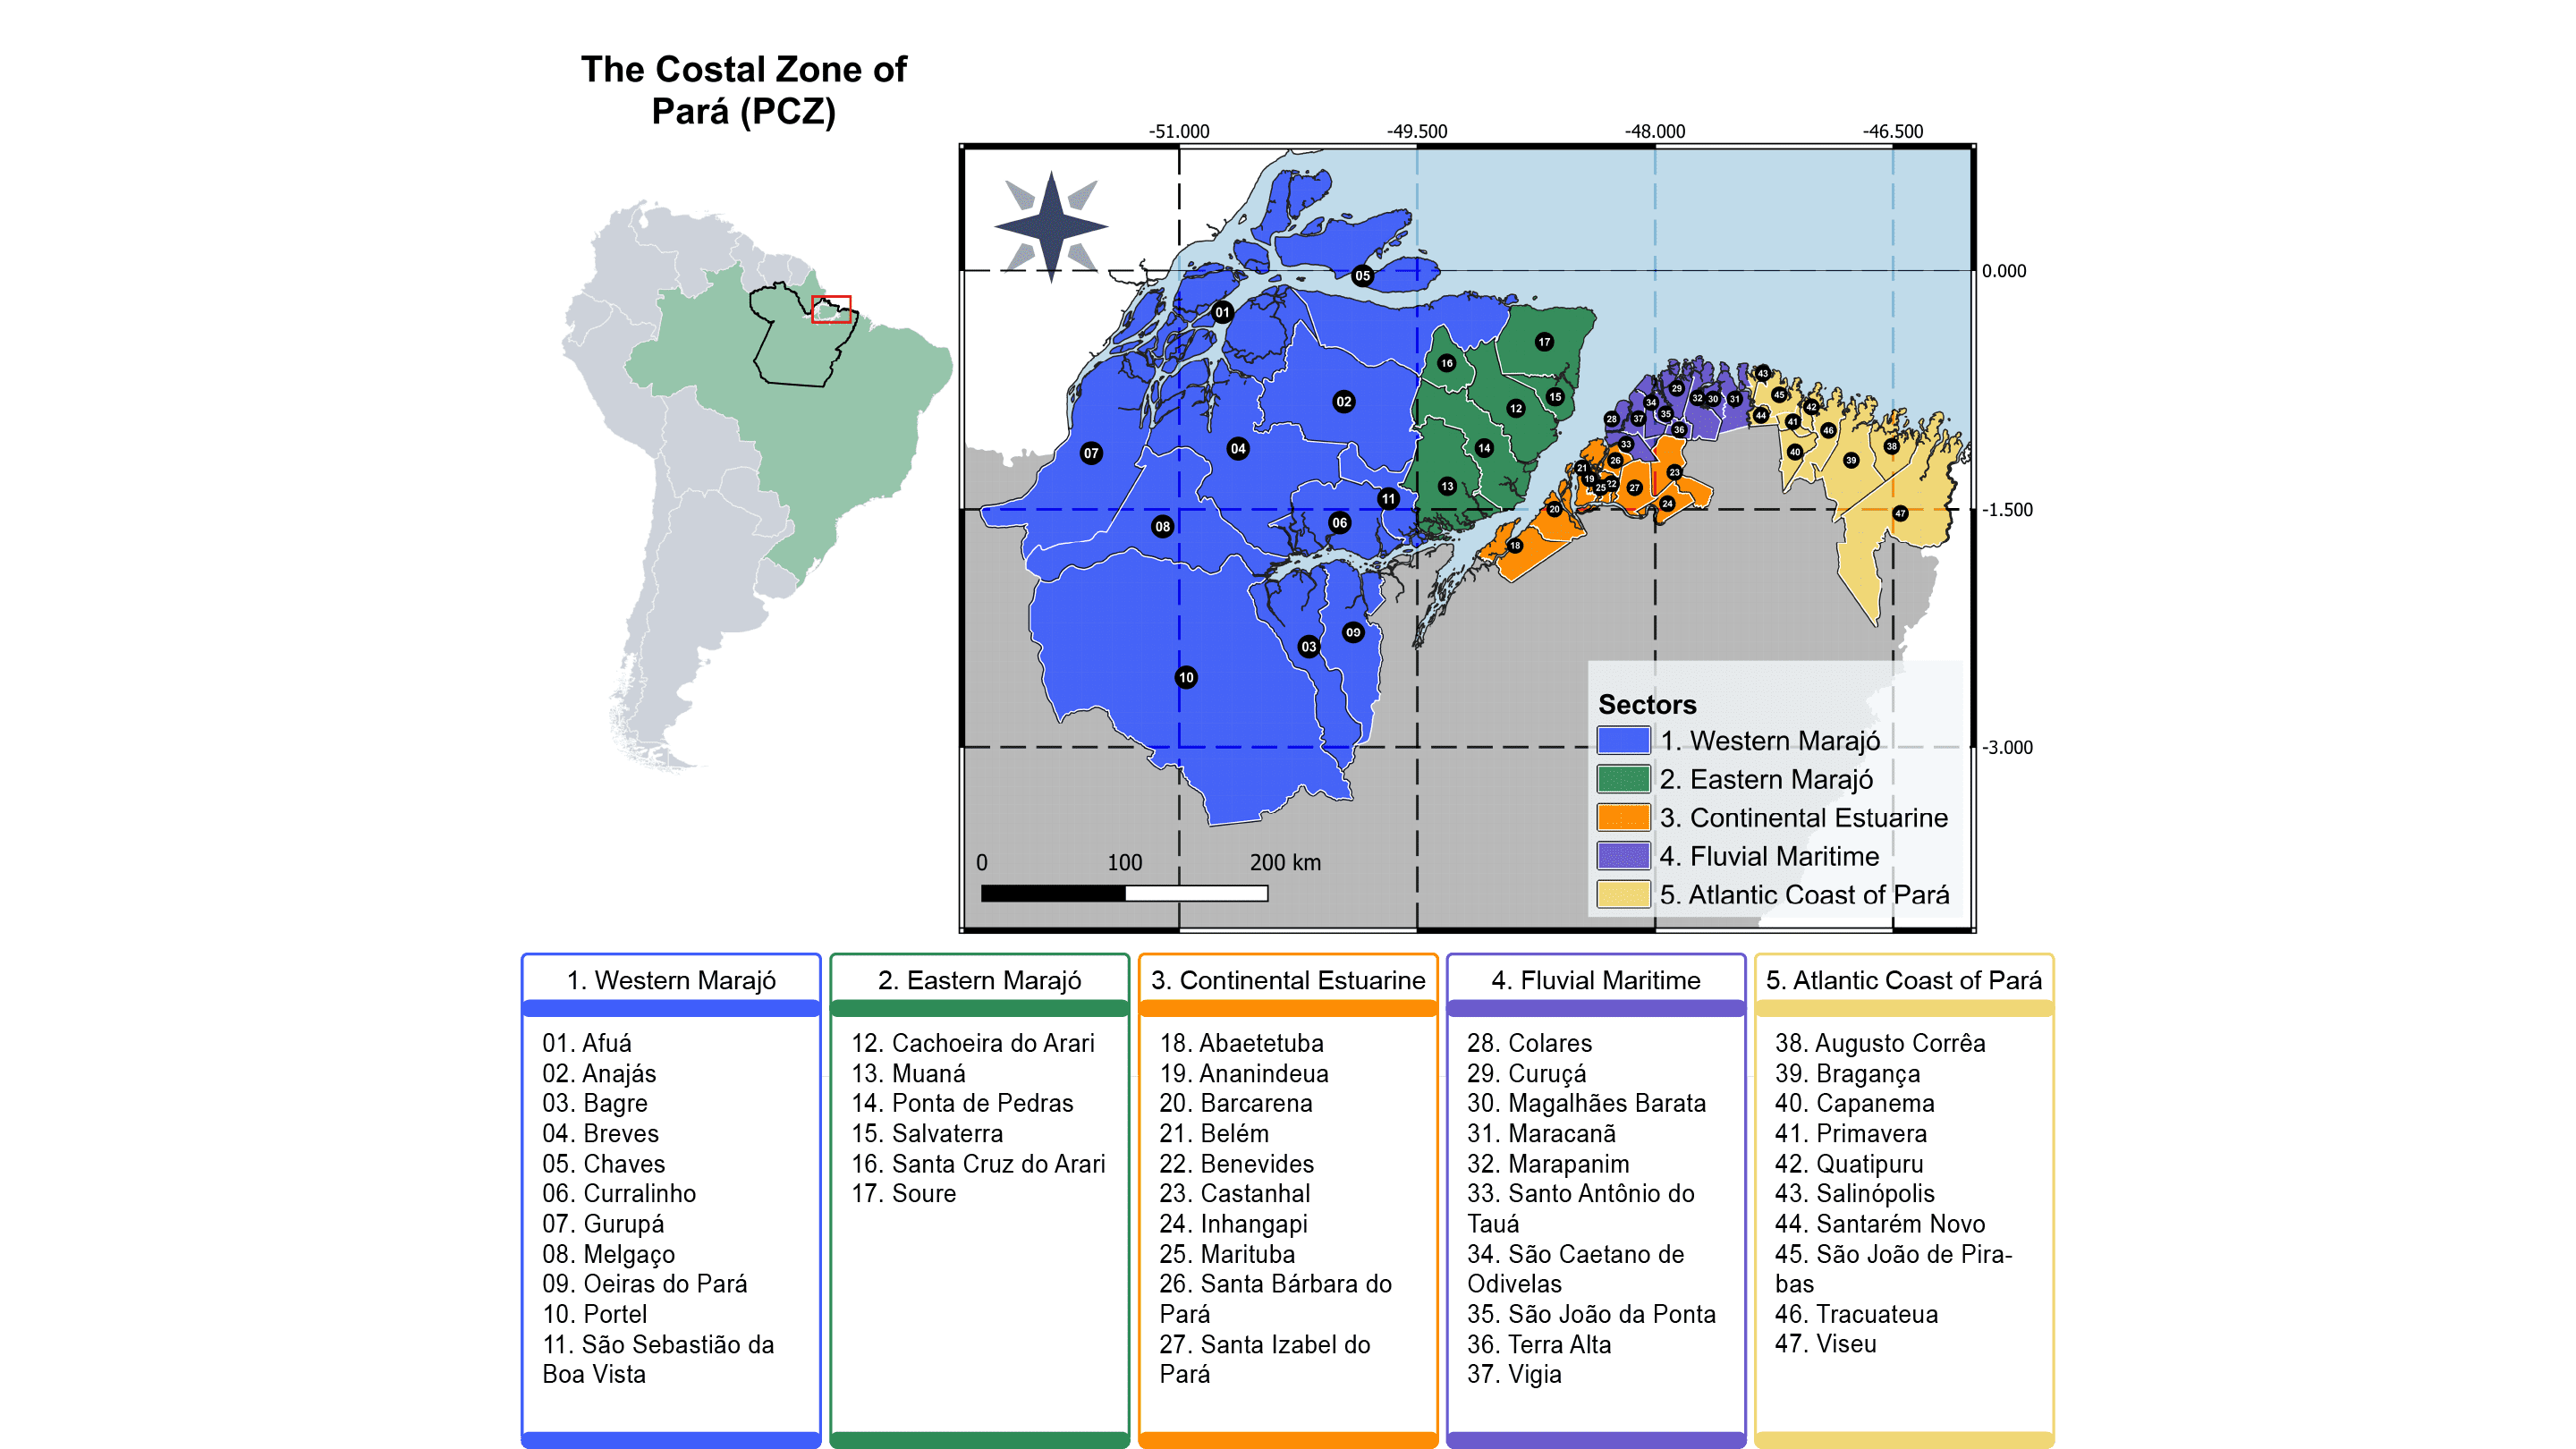 The Costal Zone of
Pará (PCZ)
-51.000
-49.500
-48.000
-46.500
0.000
-1.500
-3.000
01
02
03
04
05
06
07
08
09
10
11
12
13
14
15
16
17
18
19
20
21
22
23
24
25
26
27
28
29
30
31
32
33
34
35
36
37
38
39
40
41
42
43
44
45
46
47
0 100 200 km
Sectors
1. Western Marajó
2. Eastern Marajó
3. Continental Estuarine
4. Fluvial Maritime
5. Atlantic Coast of Pará
1. Western Marajó
01. Afuá
02. Anajás
03. Bagre
04. Breves
05. Chaves
06. Curralinho
07. Gurupá
08. Melgaço
09. Oeiras do Pará
10. Portel
11. São Sebastião da
Boa Vista
2. Eastern Marajó
12. Cachoeira do Arari
13. Muaná
14. Ponta de Pedras
15. Salvaterra
16. Santa Cruz do Arari
17. Soure
3. Continental Estuarine
18. Abaetetuba
19. Ananindeua
20. Barcarena
21. Belém
22. Benevides
23. Castanhal
24. Inhangapi
25. Marituba
26. Santa Bárbara do
Pará
27. Santa Izabel do
Pará
4. Fluvial Maritime
28. Colares
29. Curuçá
30. Magalhães Barata
31. Maracanã
32. Marapanim
33. Santo Antônio do
Tauá
34. São Caetano de
Odivelas
35. São João da Ponta
36. Terra Alta
37. Vigia
5. Atlantic Coast of Pará
38. Augusto Corrêa
39. Bragança
40. Capanema
41. Primavera
42. Quatipuru
43. Salinópolis
44. Santarém Novo
45. São João de Pira-
bas
46. Tracuateua
47. Viseu